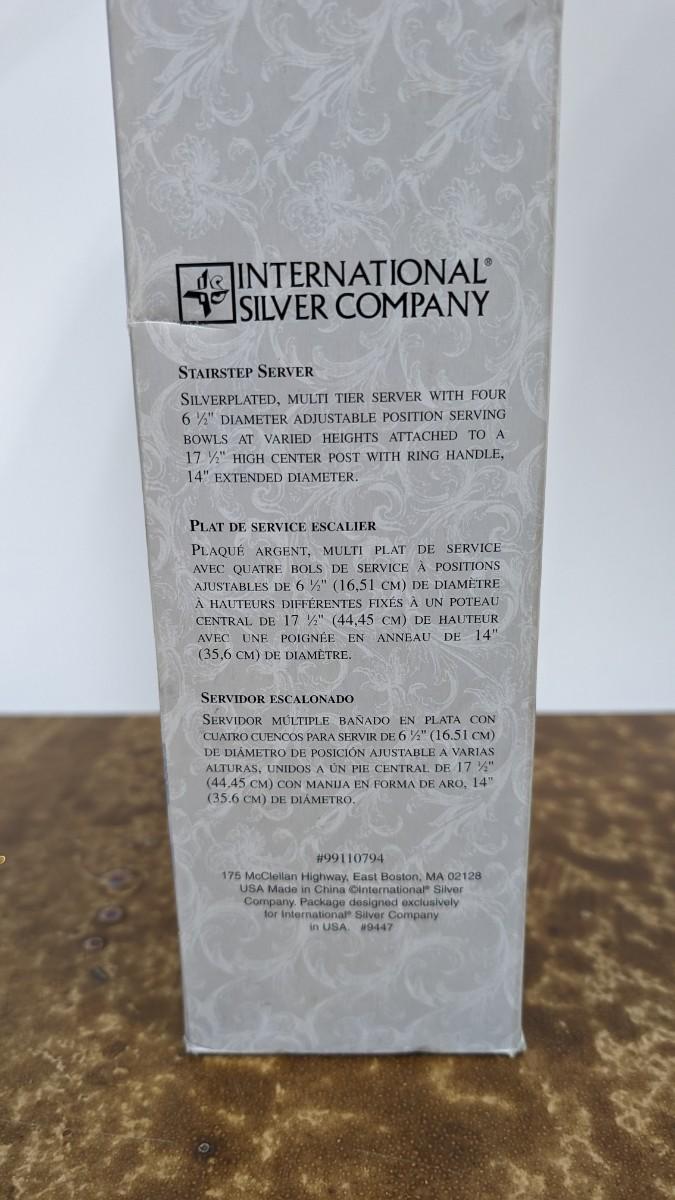 INTERNATIONAL®
SILVER COMPANY
STAIRSTEP SERVER
SILVERPLATED, MULTI TIER SERVER WITH FOUR
6 ½" DIAMETER ADJUSTABLE POSITION SERVING
BOWLS AT VARIED HEIGHTS ATTACHED TO A
17 ½" HIGH CENTER POST WITH RING HANDLE,
14" EXTENDED DIAMETER.
PLAT DE SERVICE ESCALIER
PLAQUÉ ARGENT, MULTI PLAT DE SERVICE
AVEC QUATRE BOLS DE SERVICE À POSITIONS
AJUSTABLES DE 6 ½" (16,51 CM) DE DIAMÈTRE
À HAUTEURS DIFFÉRENTES FIXÉS À UN POTEAU
CENTRAL DE 17 ½" (44,45 CM) DE HAUTEUR
AVEC UNE POIGNÉE EN ANNEAU DE 14"
(35,6 CM) DE DIAMÈTRE.
SERVIDOR ESCALONADO
SERVIDOR MÚLTIPLE BAÑADO EN PLATA CON
CUATRO CUENCOS PARA SERVIR DE 6 ½" (16.51 CM)
DE DIÁMETRO DE POSICIÓN AJUSTABLE A VARIAS
ALTURAS, UNIDOS A ÚN PIE CENTRAL DE 17 ½"
(44.45 CM) CON MANIJA EN FORMA DE ARO, 14"
(35.6 CM) DE DIÁMETRO.
#99110794
175 McClellan Highway, East Boston, MA 02128
USA Made in China ©International® Silver
Company. Package designed exclusively
for International® Silver Company
in USA. #9447